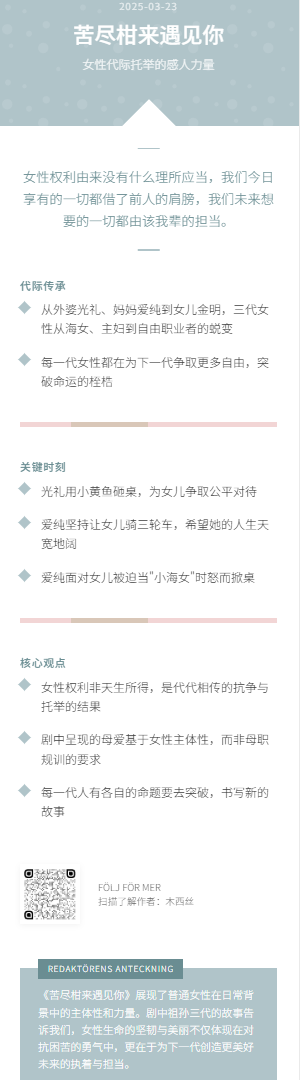 2025-03-23
苦尽柑来遇见你
女性代际托举的感人力量
女性权利由来没有什么理所应当，我们今日
享有的一切都借了前人的肩膀，我们未来想
要的一切都由该我辈的担当。
代际传承
从外婆光礼、妈妈爱纯到女儿金明，三代女
性从海女、主妇到自由职业者的蜕变
每一代女性都在为下一代争取更多自由，突
破命运的桎梏
关键时刻
光礼用小黄鱼砸桌，为女儿争取公平对待
爱纯坚持让女儿骑三轮车，希望她的人生天
宽地阔
爱纯面对女儿被迫当"小海女"时怒而掀桌
核心观点
女性权利非天生所得，是代代相传的抗争与
托举的结果
剧中呈现的母爱基于女性主体性，而非母职
规训的要求
每一代人有各自的命题要去突破，书写新的
故事
FÖLJ FÖR MER
扫描了解作者：木西丝
REDAKTÖRENS ANTECKNING
《苦尽柑来遇见你》展现了普通女性在日常背
景中的主体性和力量。剧中祖孙三代的故事告
诉我们，女性生命的坚韧与美丽不仅体现在对
抗困苦的勇气中，更在于为下一代创造更美好
未来的执着与担当。